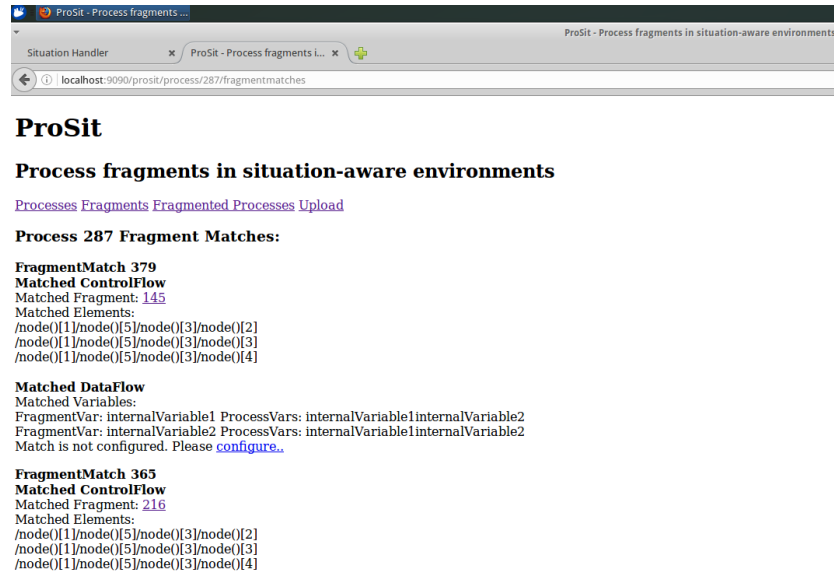 ProSit - Process fragments ...
ProSit - Process fragments in situation-aware environments
Situation Handler
ProSit - Process fragments i...
localhost:9090/prosit/process/287/fragmentmatches
ProSit
Process fragments in situation-aware environments
Processes Fragments Fragmented Processes Upload
Process 287 Fragment Matches:
FragmentMatch 379
Matched ControlFlow
Matched Fragment: 145
Matched Elements:
/node()[1]/node()[5]/node()[3]/node()[2]
/node()[1]/node()[5]/node()[3]/node()[3]
/node()[1]/node()[5]/node()[3]/node()[4]
Matched DataFlow
Matched Variables:
FragmentVar: internalVariable1 ProcessVars: internalVariable1internalVariable2
FragmentVar: internalVariable2 ProcessVars: internalVariable1internalVariable2
Match is not configured. Please configure..
FragmentMatch 365
Matched ControlFlow
Matched Fragment: 216
Matched Elements:
/node()[1]/node()[5]/node()[3]/node()[2]
/node()[1]/node()[5]/node()[3]/node()[3]
/node()[1]/node()[5]/node()[3]/node()[4]